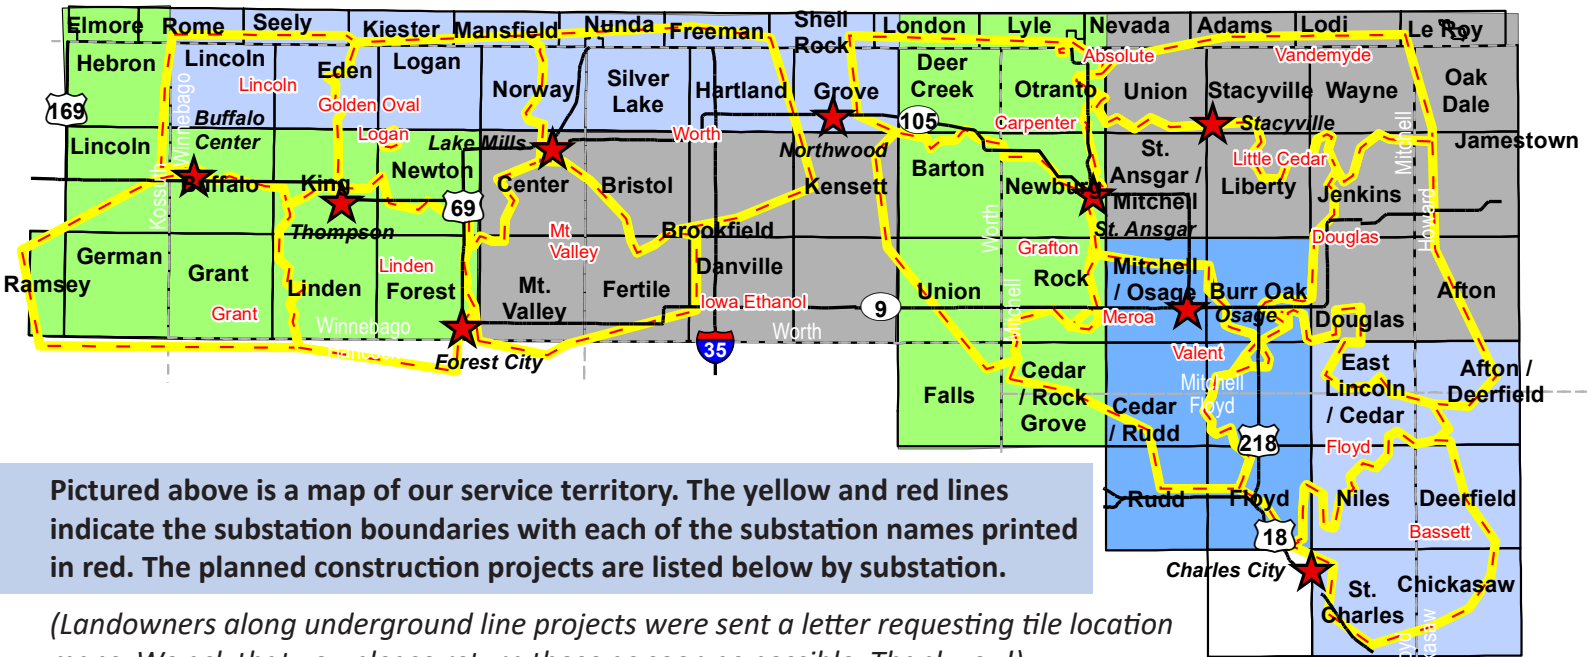 Elmore Rome Seely Kiester Mansfield Nunda Freeman Shell Rock London Lyle Nevada Adams Lodi Le Roy
Absolute Vandemyde
Hebron Lincoln Eden Logan Norway Silver Lake Hartland Grove Deer Creek Otranto Union Stacyville Wayne Oak Dale
Lincoln Golden Oval
169 Winnebago Buffalo Center Logan Lake Mills Worth Northwood 105 Carpenter Stacyville Mitchell Jamestown
Lincoln Newton Center Bristol Kensett Barton Newburg St. Ansgar / Mitchell Little Cedar Liberty Jenkins
Buffalo King 69
Kossuth Thompson Mt Valley Brookfield Worth Grafton St. Ansgar Douglas Howard
German Grant Linden Linden Forest Mt. Valley Fertile Danville Union Rock Mitchell / Osage Burr Oak Afton
Ramsey
Grant Winnebago Iowa Ethanol Worth 9 Mitchell Meroa Osage Douglas
Hancock Forest City 35 Valent
Falls Cedar / Rock Grove Cedar / Rudd Mitchell Floyd East Lincoln / Cedar Afton / Deerfield
218 Floyd
Rudd Floyd Niles Deerfield
18 Bassett
Charles City St. Charles Chickasaw
Pictured above is a map of our service territory. The yellow and red lines
indicate the substation boundaries with each of the substation names printed
in red. The planned construction projects are listed below by substation.
(Landowners along underground line projects were sent a letter requesting tile location